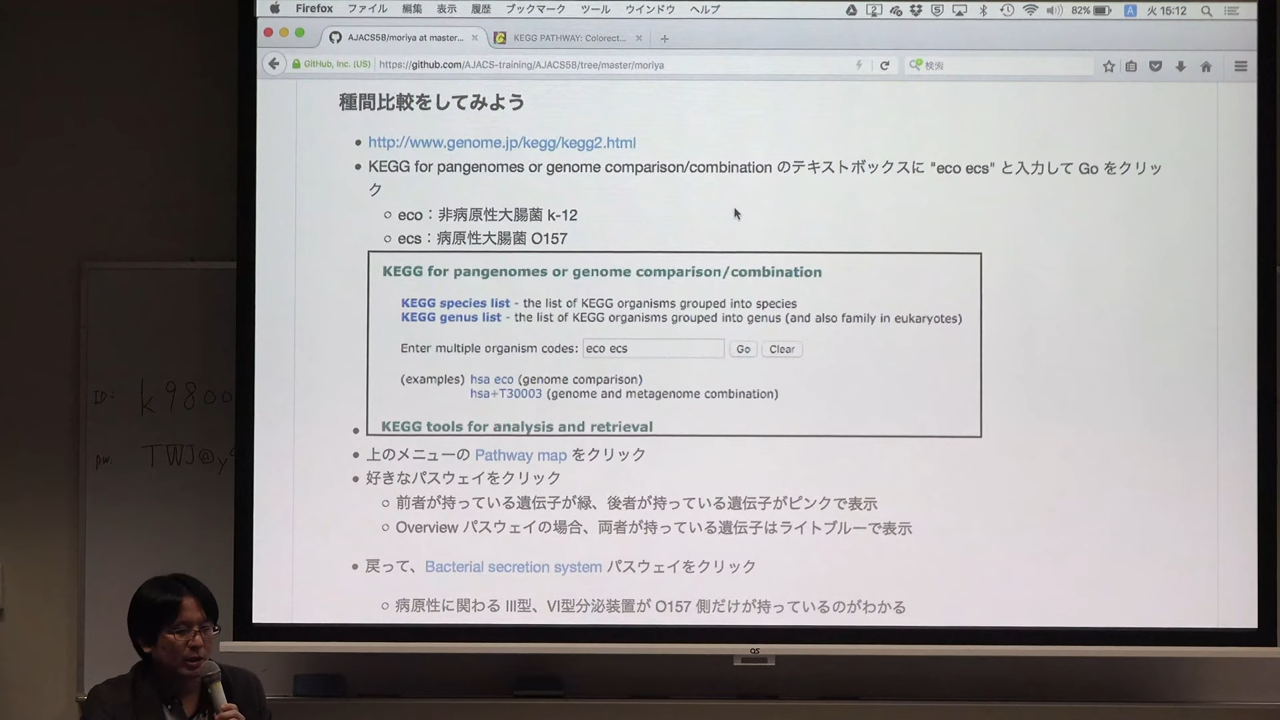 Firefox ファイル 編集 表示 履歴 ブックマーク ツール ウインドウ ヘルプ 82% A 火 15:12
AJACS58/moriya at master... × KEGG PATHWAY: Colorect... × +
GitHub, Inc. (US) https://github.com/AJACS-training/AJACS58/tree/master/moriya 検索
種間比較をしてみよう
http://www.genome.jp/kegg/kegg2.html
KEGG for pangenomes or genome comparison/combination のテキストボックスに "eco ecs" と入力して Go をクリッ
ク
eco：非病原性大腸菌 k-12
ecs：病原性大腸菌 O157
KEGG for pangenomes or genome comparison/combination
KEGG species list - the list of KEGG organisms grouped into species
KEGG genus list - the list of KEGG organisms grouped into genus (and also family in eukaryotes)
Enter multiple organism codes: eco ecs Go Clear
(examples) hsa eco (genome comparison)
hsa+T30003 (genome and metagenome combination)
KEGG tools for analysis and retrieval
上のメニューの Pathway map をクリック
好きなパスウェイをクリック
前者が持っている遺伝子が緑、後者が持っている遺伝子がピンクで表示
Overview パスウェイの場合、両者が持っている遺伝子はライトブルーで表示
戻って、Bacterial secretion system パスウェイをクリック
病原性に関わる III型、VI型分泌装置が O157 側だけが持っているのがわかる
ID: k9800
pw. TWJ@y
OS